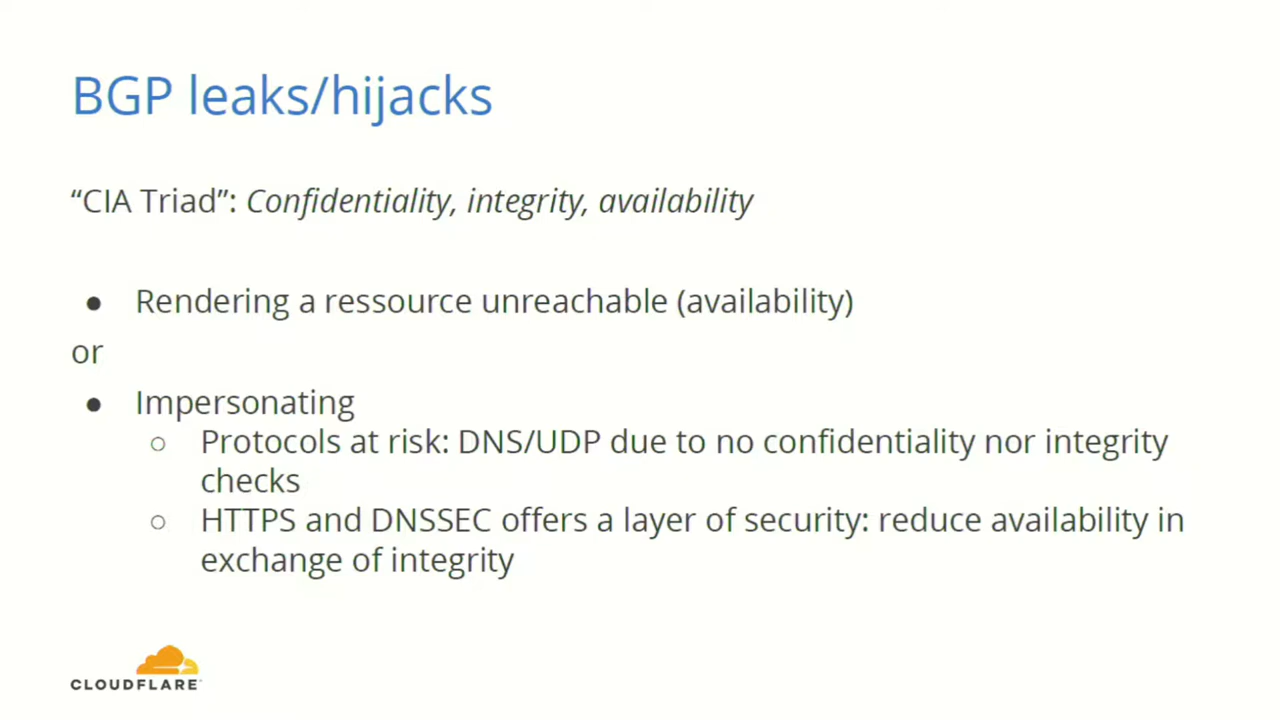 BGP leaks/hijacks
“CIA Triad”: Confidentiality, integrity, availability
● Rendering a ressource unreachable (availability)
or
● Impersonating
○ Protocols at risk: DNS/UDP due to no confidentiality nor integrity
checks
○ HTTPS and DNSSEC offers a layer of security: reduce availability in
exchange of integrity
CLOUDFLARE